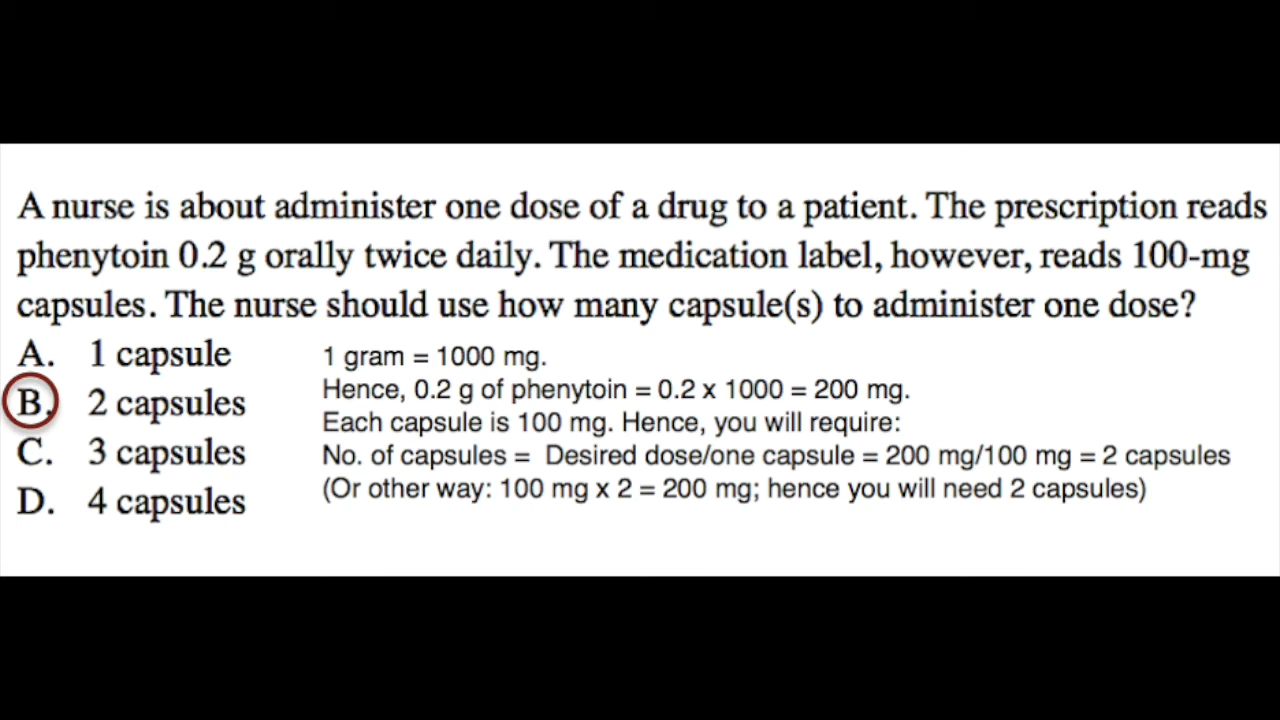 A nurse is about administer one dose of a drug to a patient. The prescription reads
phenytoin 0.2 g orally twice daily. The medication label, however, reads 100-mg
capsules. The nurse should use how many capsule(s) to administer one dose?
A. 1 capsule
B. 2 capsules
C. 3 capsules
D. 4 capsules
1 gram = 1000 mg.
Hence, 0.2 g of phenytoin = 0.2 x 1000 = 200 mg.
Each capsule is 100 mg. Hence, you will require:
No. of capsules = Desired dose/one capsule = 200 mg/100 mg = 2 capsules
(Or other way: 100 mg x 2 = 200 mg; hence you will need 2 capsules)